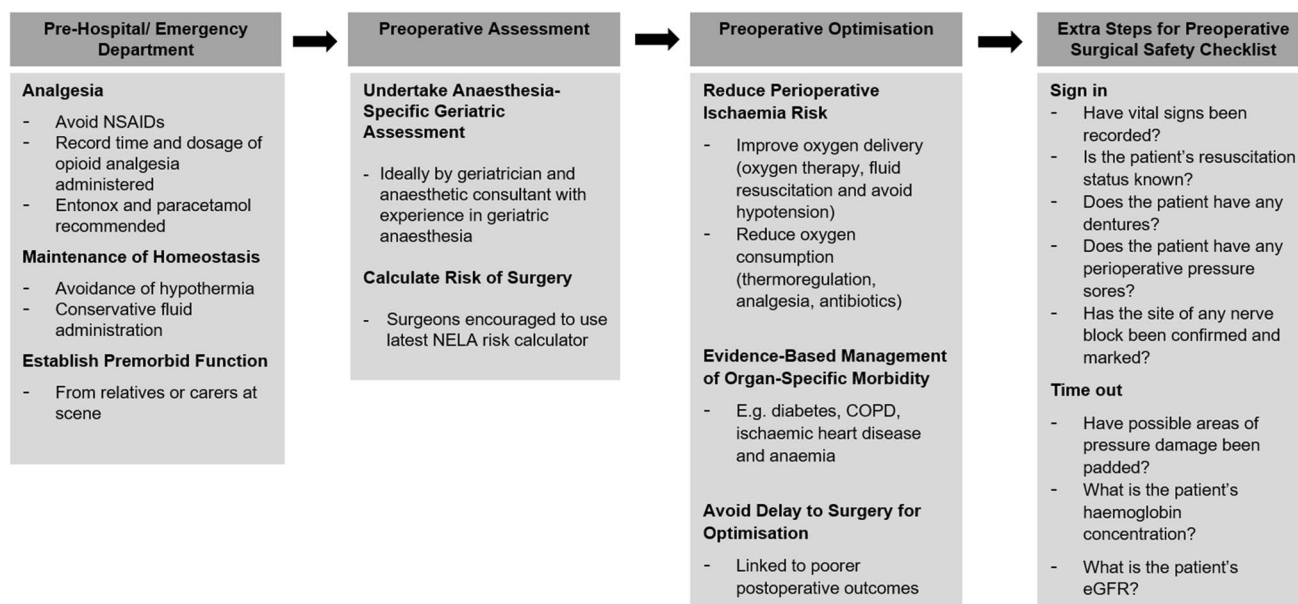 Pre-Hospital/ Emergency
Department
Analgesia
- Avoid NSAIDs
- Record time and dosage of
opioid analgesia
administered
- Entonox and paracetamol
recommended
Maintenance of Homeostasis
- Avoidance of hypothermia
- Conservative fluid
administration
Establish Premorbid Function
- From relatives or carers at
scene
Preoperative Assessment
Undertake Anaesthesia-
Specific Geriatric
Assessment
- Ideally by geriatrician and
anaesthetic consultant with
experience in geriatric
anaesthesia
Calculate Risk of Surgery
- Surgeons encouraged to use
latest NELA risk calculator
Preoperative Optimisation
Reduce Perioperative
Ischaemia Risk
- Improve oxygen delivery
(oxygen therapy, fluid
resuscitation and avoid
hypotension)
- Reduce oxygen
consumption
(thermoregulation,
analgesia, antibiotics)
Evidence-Based Management
of Organ-Specific Morbidity
- E.g. diabetes, COPD,
ischaemic heart disease
and anaemia
Avoid Delay to Surgery for
Optimisation
- Linked to poorer
postoperative outcomes
Extra Steps for Preoperative
Surgical Safety Checklist
Sign in
- Have vital signs been
recorded?
- Is the patient's resuscitation
status known?
- Does the patient have any
dentures?
- Does the patient have any
perioperative pressure
sores?
- Has the site of any nerve
block been confirmed and
marked?
Time out
- Have possible areas of
pressure damage been
padded?
- What is the patient's
haemoglobin
concentration?
- What is the patient's
eGFR?